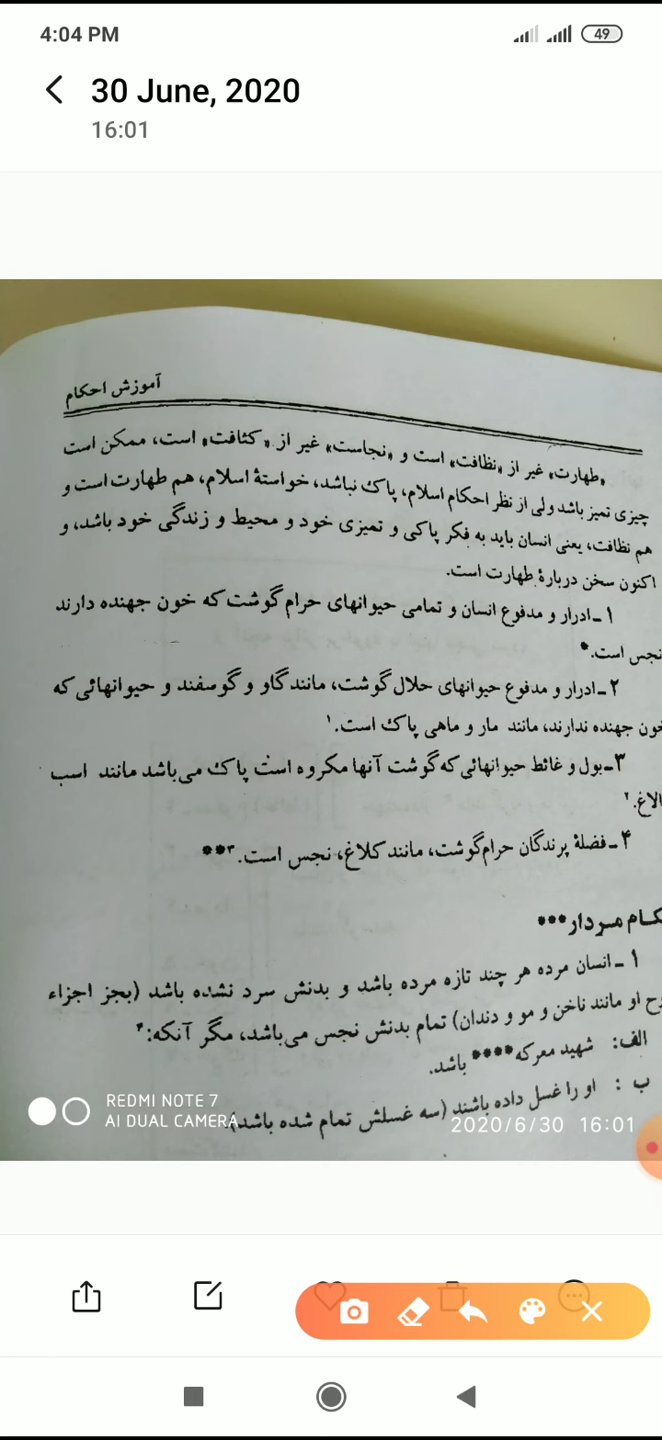 4:04 PM
49
30 June, 2020
16:01
آموزش احکام
«طهارت» غیر از «نظافت» است و «نجاست» غیر از «کثافت» است، ممکن است
چیزی تمیز باشد ولی از نظر احکام اسلام، پاک نباشد، خواستهٔ اسلام، هم طهارت است و
هم نظافت، یعنی انسان باید به فکر پاکی و تمیزی خود و محیط و زندگی خود باشد، و
اکنون سخن دربارهٔ طهارت است.
۱ـ ادرار و مدفوع انسان و تمامی حیوانهای حرام گوشت که خون جهنده دارند
نجس است.*
۲ـ ادرار و مدفوع حیوانهای حلال گوشت، مانند گاو و گوسفند و حیوانهائی که
خون جهنده ندارند، مانند مار و ماهی پاک است.۱
۳ـ بول و غائط حیوانهائی که گوشت آنها مکروه است پاک می‌باشد مانند اسب
الاغ.۲
۴ـ فضلهٔ پرندگان حرام گوشت، مانند کلاغ، نجس است.۳**
کام مردار***
۱ـ انسان مرده هر چند تازه مرده باشد و بدنش سرد نشده باشد (بجز اجزاء
ح او مانند ناخن و مو و دندان) تمام بدنش نجس می‌باشد، مگر آنکه:۴
الف: شهید معرکه**** باشد.
ب: او را غسل داده باشند (سه غسلش تمام شده باشد).
REDMI NOTE 7
AI DUAL CAMERA
2020/6/30 16:01